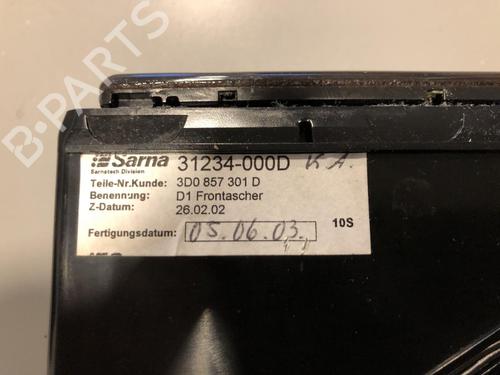 B-PARTS
Sarna 31234-000D K A.
Sarnatech Division
Teile-Nr.Kunde: 3D0 857 301 D
Benennung: D1 Frontascher
Z-Datum: 26.02.02
Fertigungsdatum: 05.06.03. 10S